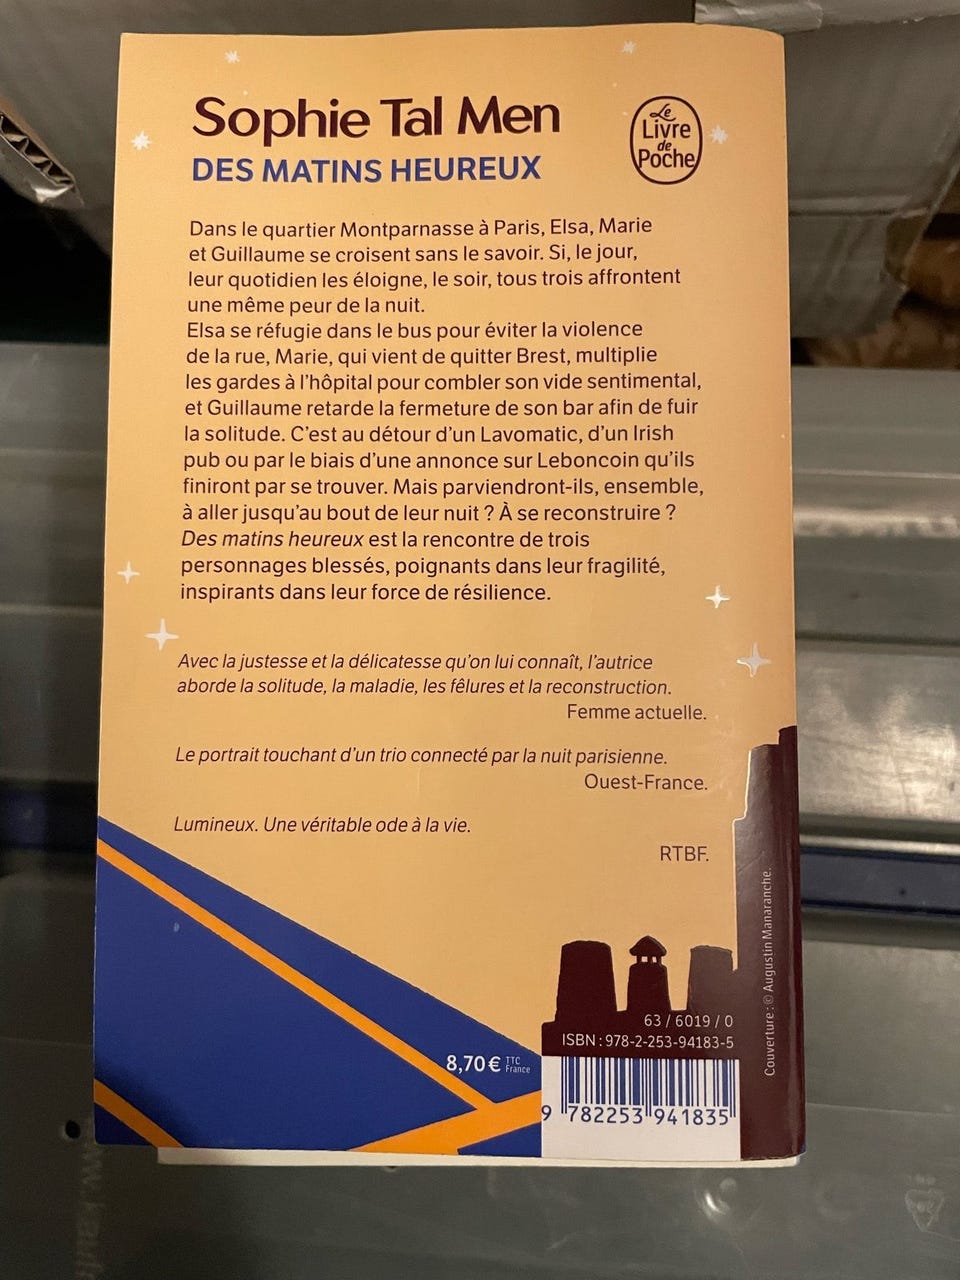 Sophie Tal Men
DES MATINS HEUREUX
Le
Livre
de
Poche
Dans le quartier Montparnasse à Paris, Elsa, Marie
et Guillaume se croisent sans le savoir. Si, le jour,
leur quotidien les éloigne, le soir, tous trois affrontent
une même peur de la nuit.
Elsa se réfugie dans le bus pour éviter la violence
de la rue, Marie, qui vient de quitter Brest, multiplie
les gardes à l'hôpital pour combler son vide sentimental,
et Guillaume retarde la fermeture de son bar afin de fuir
la solitude. C'est au détour d'un Lavomatic, d'un Irish
pub ou par le biais d'une annonce sur Leboncoin qu'ils
finiront par se trouver. Mais parviendront-ils, ensemble,
à aller jusqu'au bout de leur nuit ? À se reconstruire ?
Des matins heureux est la rencontre de trois
personnages blessés, poignants dans leur fragilité,
inspirants dans leur force de résilience.
Avec la justesse et la délicatesse qu'on lui connaît, l'autrice
aborde la solitude, la maladie, les fêlures et la reconstruction.
Femme actuelle.
Le portrait touchant d'un trio connecté par la nuit parisienne.
Ouest-France.
Lumineux. Une véritable ode à la vie.
RTBF.
Couverture : © Augustin Manaranche.
63 / 6019 / 0
ISBN : 978-2-253-94183-5
8,70 € TTC
France
9 782253 941835